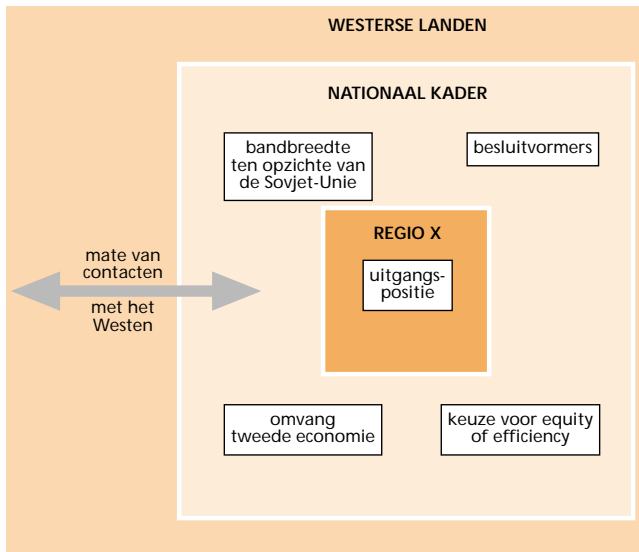 WESTERSE LANDEN
NATIONAAL KADER
bandbreedte
ten opzichte van
de Sovjet-Unie
besluitvormers
REGIO X
uitgangs-
positie
mate van
contacten
met het
Westen
omvang
tweede economie
keuze voor equity
of efficiency